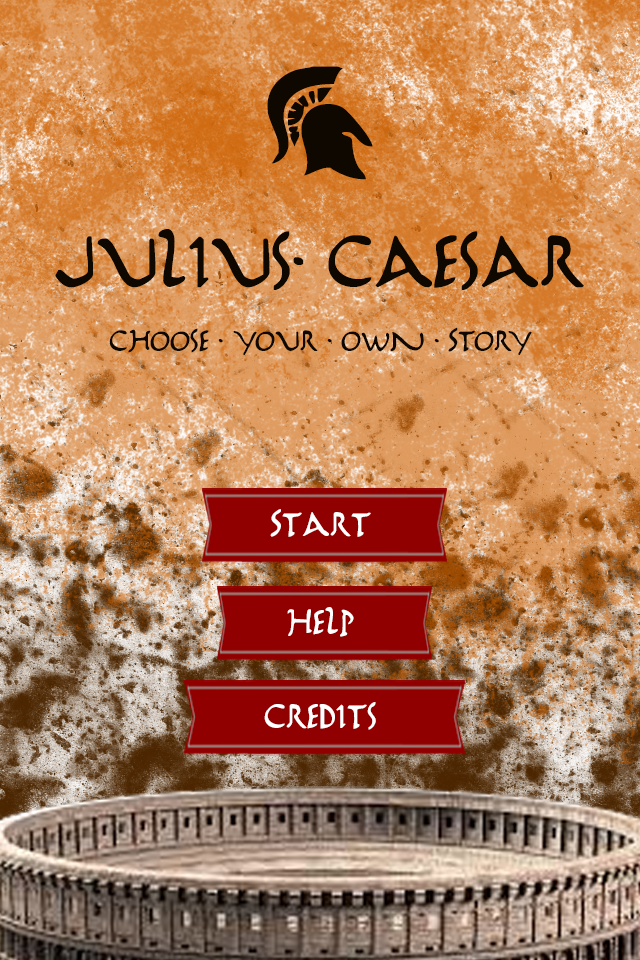 JULIUS· CAESAR
CHOOSE · YOUR · OWN · STORY
START
HELP
CREDITS